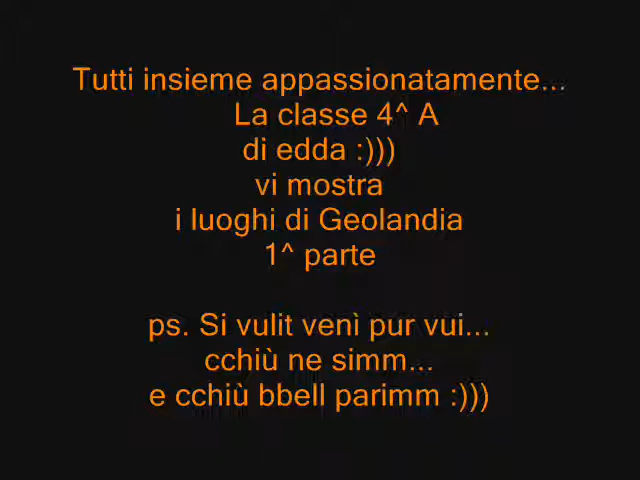 Tutti insieme appassionatamente...
La classe 4^ A
di edda :)))
vi mostra
i luoghi di Geolandia
1^ parte
ps. Si vulit venì pur vui...
cchiù ne simm...
e cchiù bbell parimm :)))